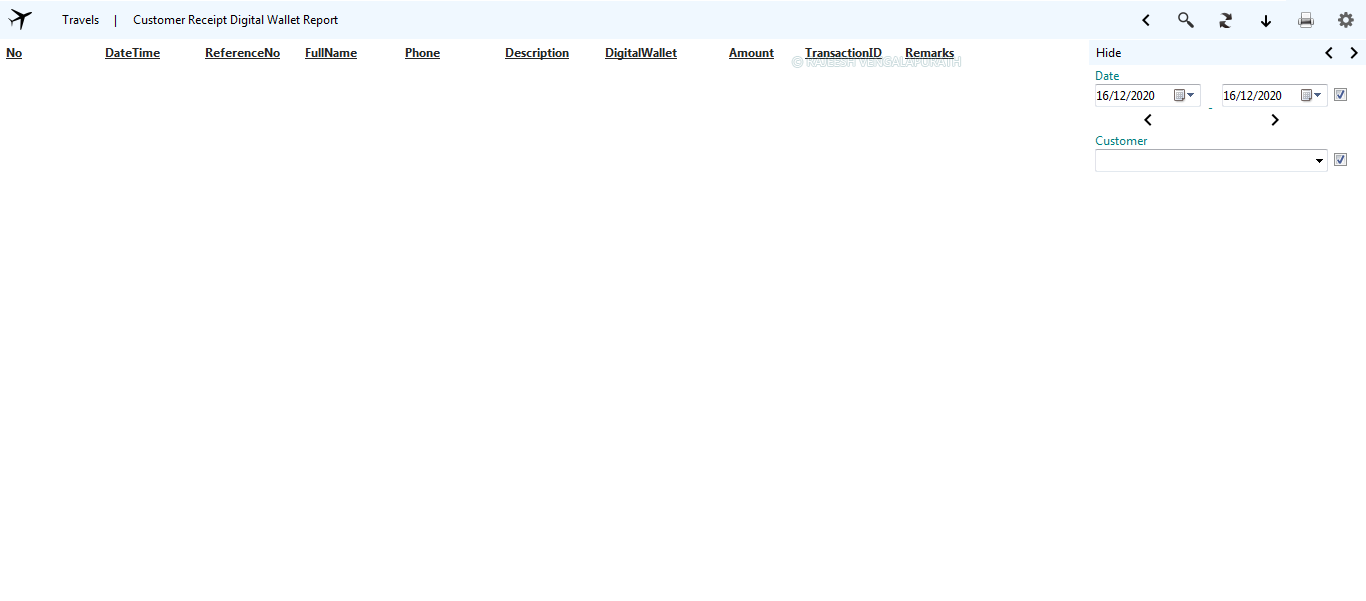 Travels | Customer Receipt Digital Wallet Report
No DateTime ReferenceNo FullName Phone Description DigitalWallet Amount TransactionID Remarks
© RAJEESH VENGALAPURATH
Hide
Date
16/12/2020 - 16/12/2020
Customer